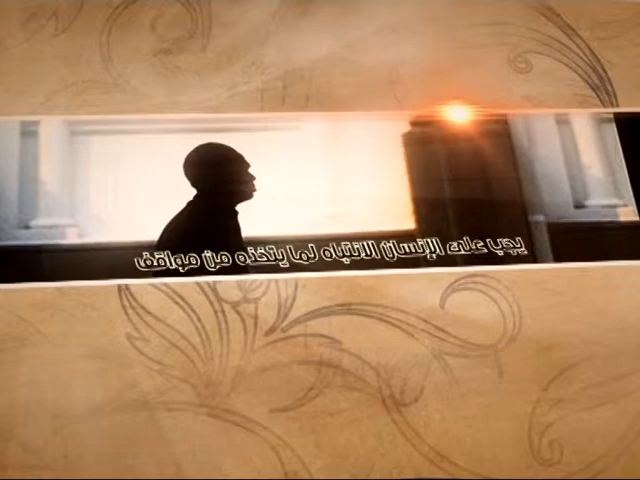 يجب على الإنسان الانتباه لما يتخذه من مواقف